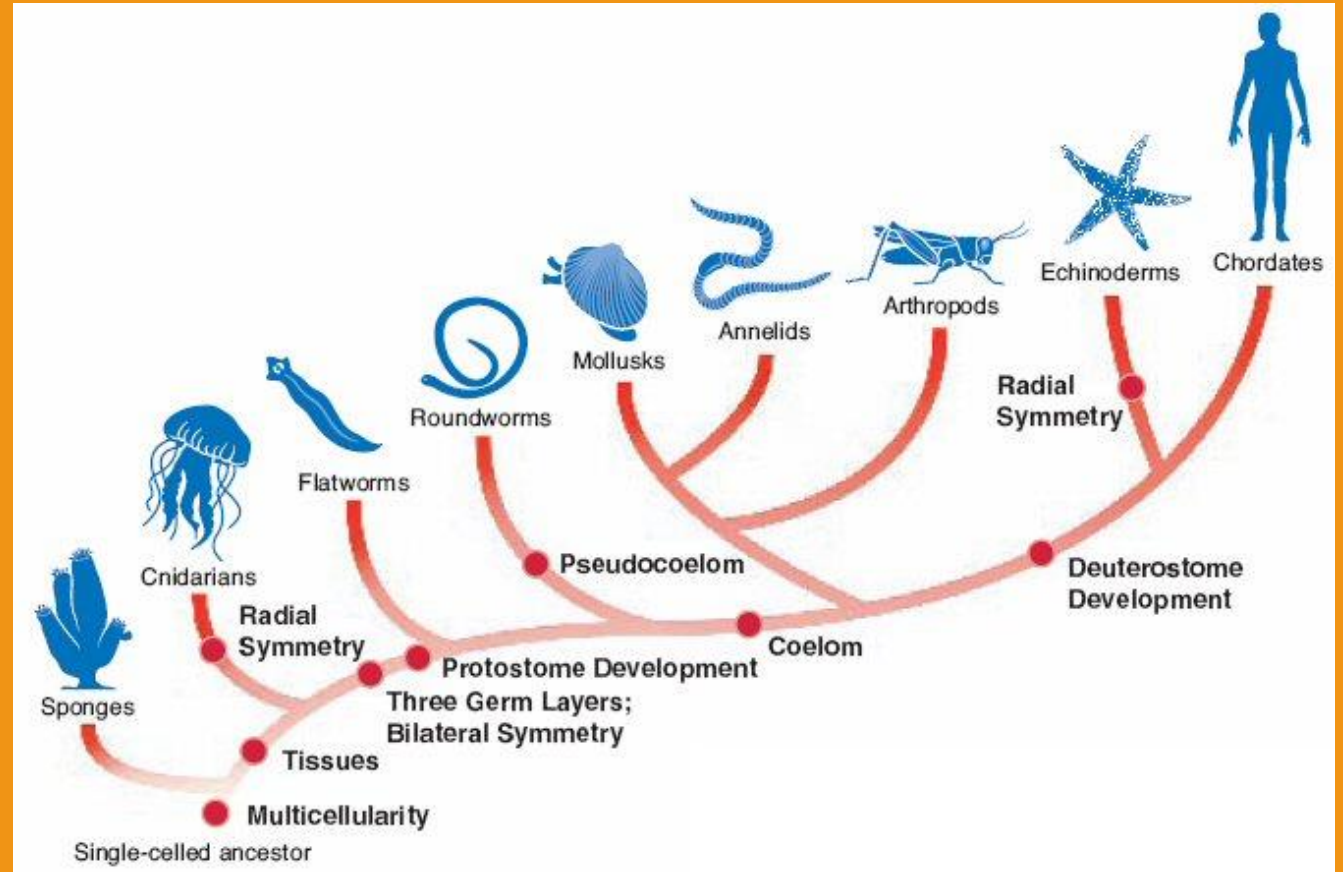 Chordates
Echinoderms
Arthropods
Annelids
Mollusks
Radial
Symmetry
Roundworms
Flatworms
Pseudocoelom
Deuterostome
Development
Cnidarians
Radial
Symmetry
Coelom
Protostome Development
Three Germ Layers;
Bilateral Symmetry
Sponges
Tissues
Multicellularity
Single-celled ancestor